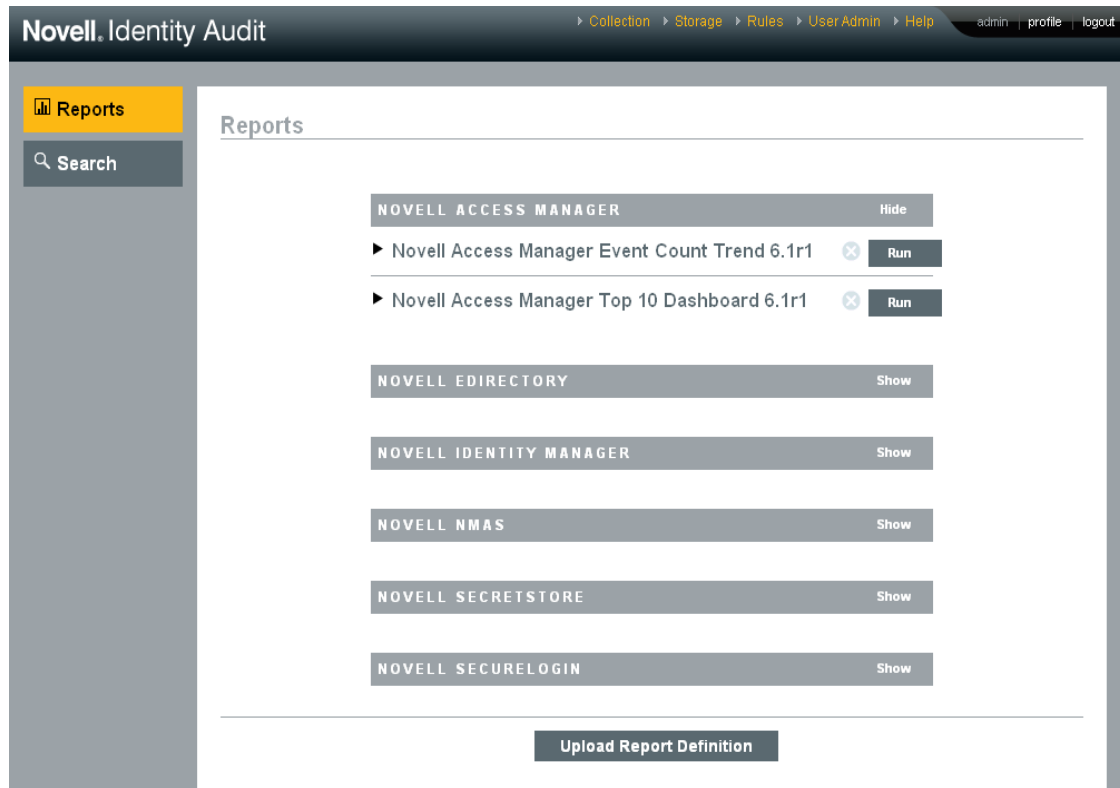 Novell® Identity Audit
Collection Storage Rules User Admin Help admin profile logout
Reports
Search
Reports
NOVELL ACCESS MANAGER Hide
Novell Access Manager Event Count Trend 6.1r1 Run
Novell Access Manager Top 10 Dashboard 6.1r1 Run
NOVELL EDIRECTORY Show
NOVELL IDENTITY MANAGER Show
NOVELL NMAS Show
NOVELL SECRETSTORE Show
NOVELL SECURELOGIN Show
Upload Report Definition